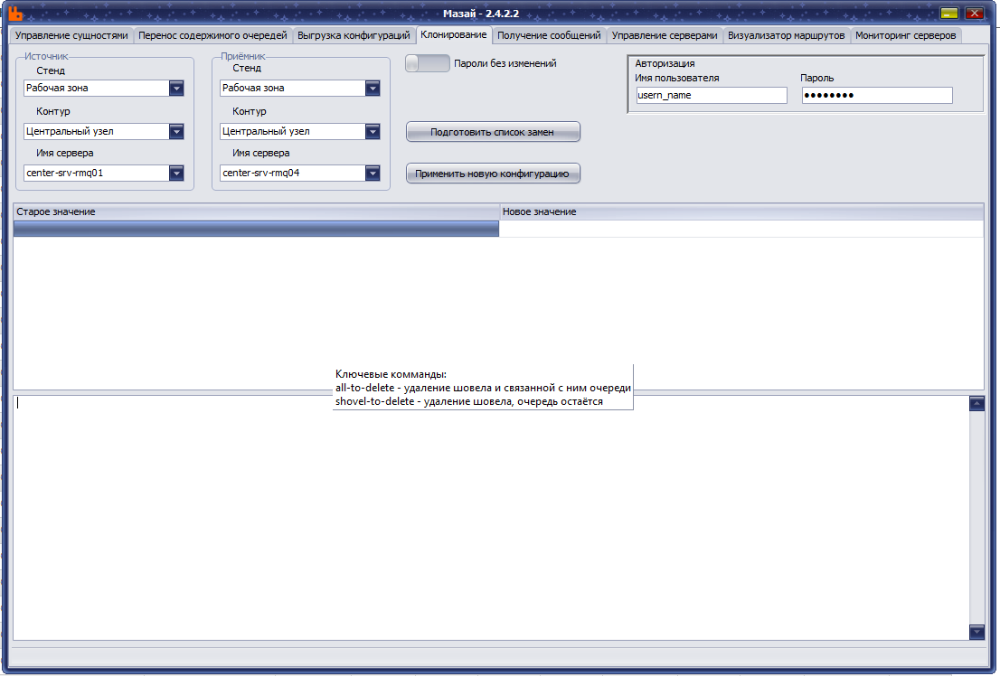 Мазай - 2.4.2.2
Управление сущностями Перенос содержимого очередей Выгрузка конфигураций Клонирование Получение сообщений Управление серверами Визуализатор маршрутов Мониторинг серверов
Источник
Стенд
Рабочая зона
Контур
Центральный узел
Имя сервера
center-srv-rmq01
Приёмник
Стенд
Рабочая зона
Контур
Центральный узел
Имя сервера
center-srv-rmq04
Пароли без изменений
Подготовить список замен
Применить новую конфигурацию
Авторизация
Имя пользователя Пароль
usern_name ●●●●●●●●
Старое значение Новое значение
Ключевые комманды:
all-to-delete - удаление шовела и связанной с ним очереди
shovel-to-delete - удаление шовела, очередь остаётся